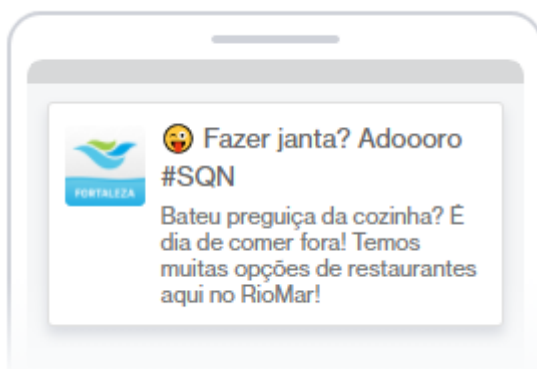 FORTALEZA
😜 Fazer janta? Adoooro
#SQN
Bateu preguiça da cozinha? É
dia de comer fora! Temos
muitas opções de restaurantes
aqui no RioMar!